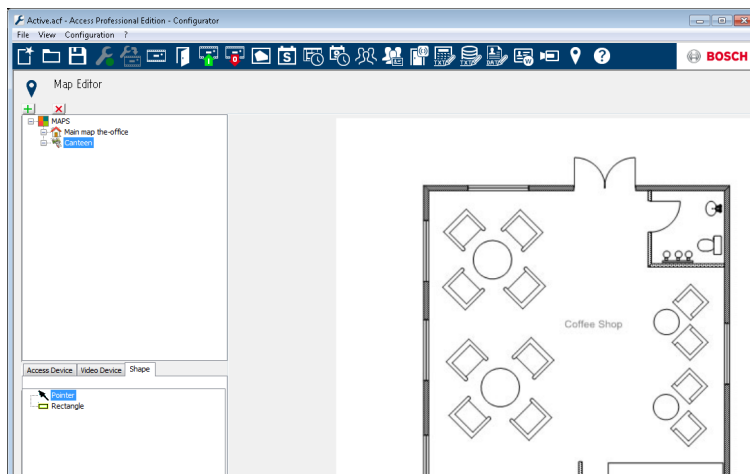 Active.acf - Access Professional Edition - Configurator
File View Configuration ?
BOSCH
Map Editor
MAPS
Main map the-office
Canteen
Coffee Shop
Access Device Video Device Shape
Pointer
Rectangle